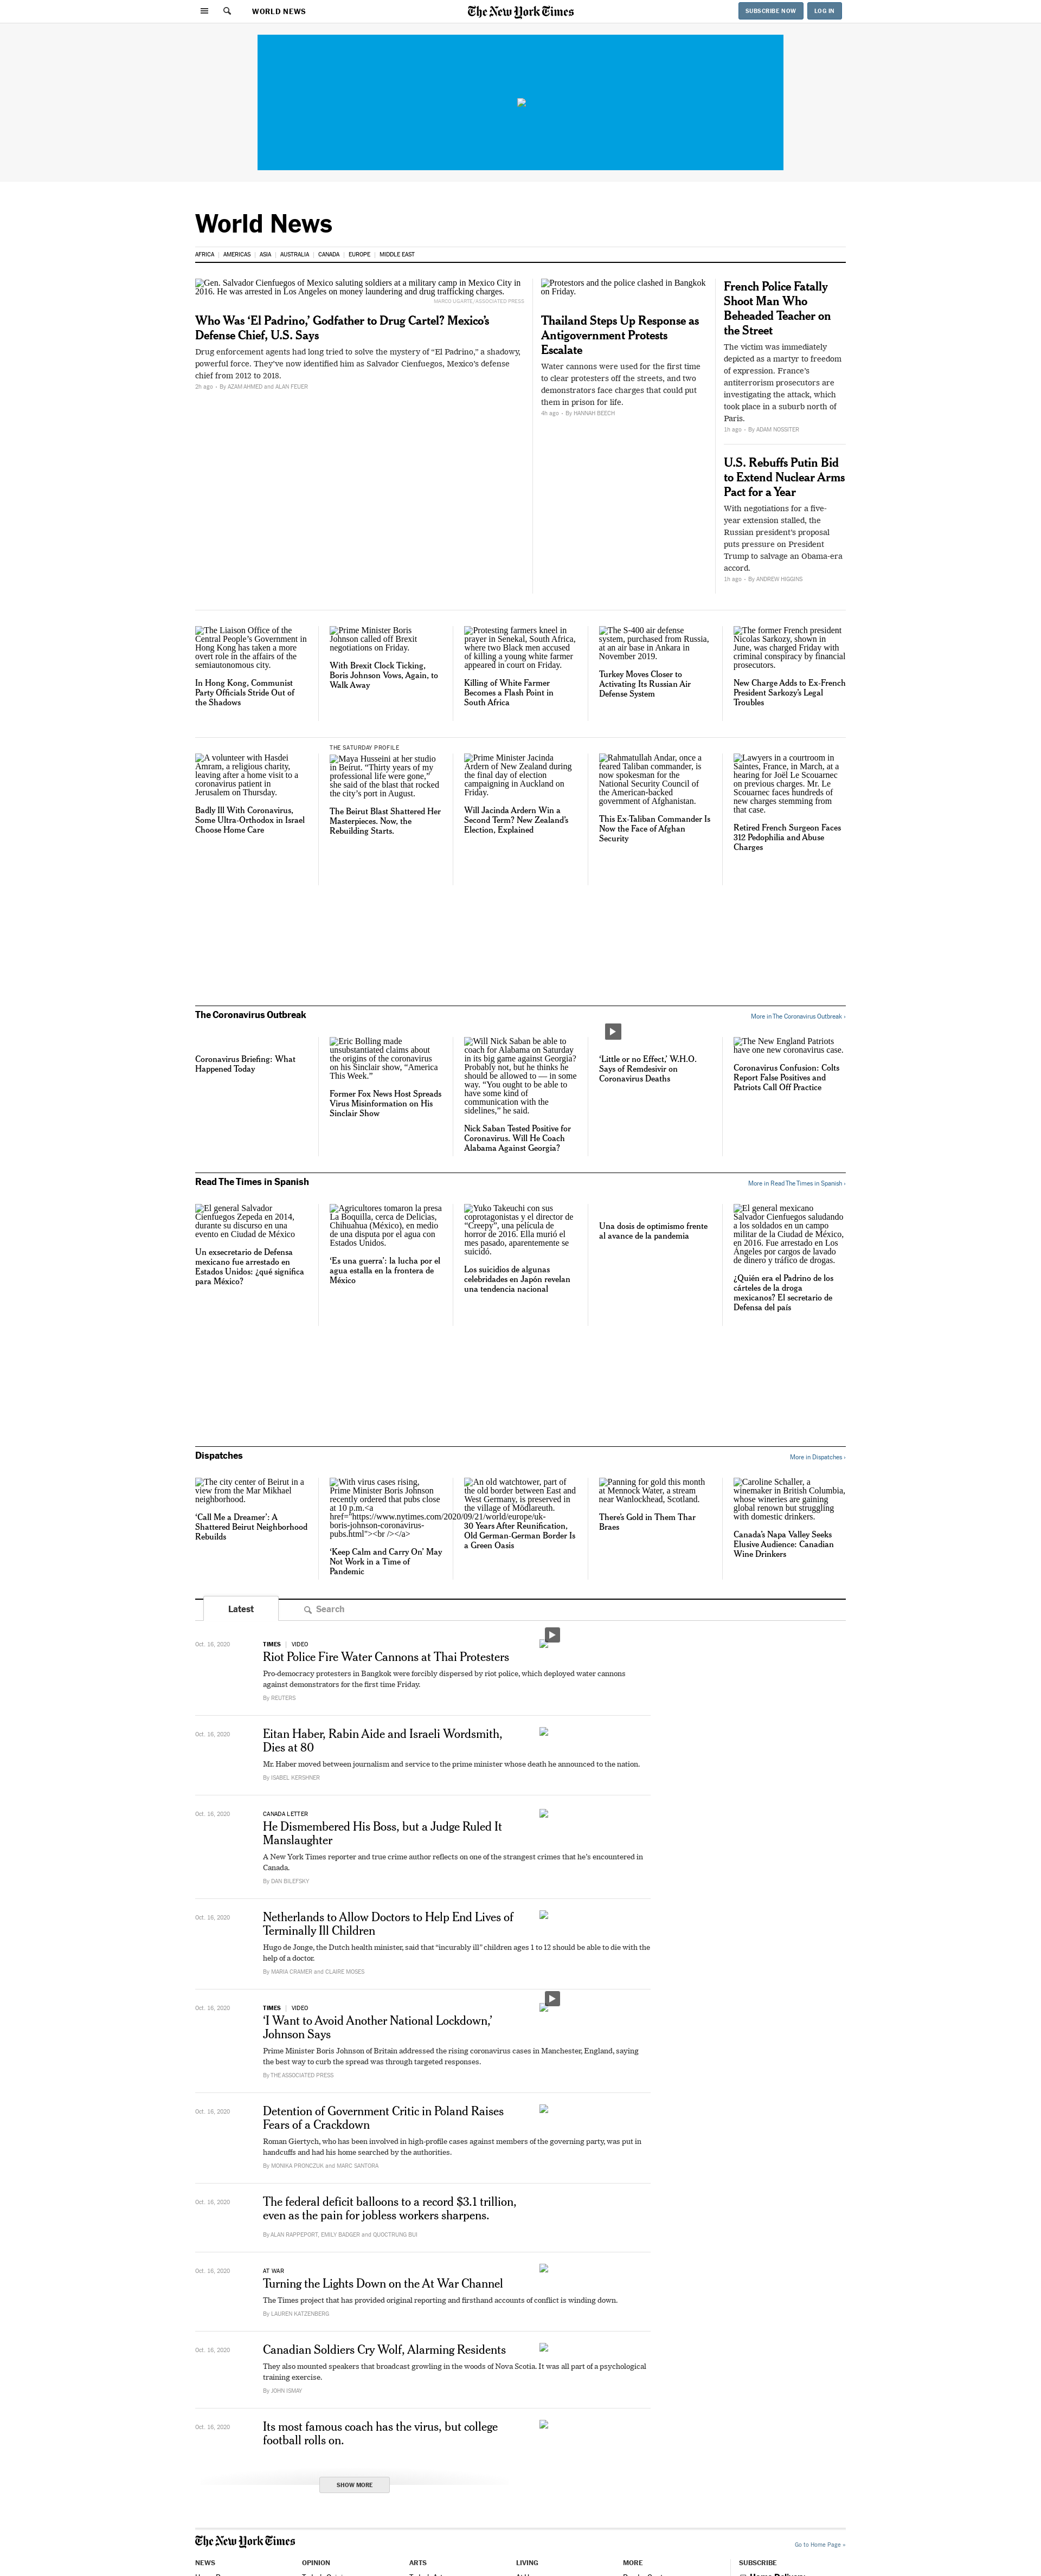 WORLD NEWS
The New York Times
SUBSCRIBE NOW
LOG IN
World News
AFRICA
AMERICAS
ASIA
AUSTRALIA
CANADA
EUROPE
MIDDLE EAST
Gen. Salvador Cienfuegos of Mexico saluting soldiers at a military camp in Mexico City in
2016. He was arrested in Los Angeles on money laundering and drug trafficking charges.
MARCO UGARTE/ASSOCIATED PRESS
Who Was ‘El Padrino,’ Godfather to Drug Cartel? Mexico’s
Defense Chief, U.S. Says
Drug enforcement agents had long tried to solve the mystery of “El Padrino,” a shadowy,
powerful force. They’ve now identified him as Salvador Cienfuegos, Mexico’s defense
chief from 2012 to 2018.
2h ago - By AZAM AHMED and ALAN FEUER
Protestors and the police clashed in Bangkok
on Friday.
Thailand Steps Up Response as
Antigovernment Protests
Escalate
Water cannons were used for the first time
to clear protesters off the streets, and two
demonstrators face charges that could put
them in prison for life.
4h ago - By HANNAH BEECH
French Police Fatally
Shoot Man Who
Beheaded Teacher on
the Street
The victim was immediately
depicted as a martyr to freedom
of expression. France’s
antiterrorism prosecutors are
investigating the attack, which
took place in a suburb north of
Paris.
1h ago - By ADAM NOSSITER
U.S. Rebuffs Putin Bid
to Extend Nuclear Arms
Pact for a Year
With negotiations for a five-
year extension stalled, the
Russian president’s proposal
puts pressure on President
Trump to salvage an Obama-era
accord.
1h ago - By ANDREW HIGGINS
The Liaison Office of the
Central People’s Government in
Hong Kong has taken a more
overt role in the affairs of the
semiautonomous city.
In Hong Kong, Communist
Party Officials Stride Out of
the Shadows
Prime Minister Boris
Johnson called off Brexit
negotiations on Friday.
With Brexit Clock Ticking,
Boris Johnson Vows, Again, to
Walk Away
Protesting farmers kneel in
prayer in Senekal, South Africa,
where two Black men accused
of killing a young white farmer
appeared in court on Friday.
Killing of White Farmer
Becomes a Flash Point in
South Africa
The S-400 air defense
system, purchased from Russia,
at an air base in Ankara in
November 2019.
Turkey Moves Closer to
Activating Its Russian Air
Defense System
The former French president
Nicolas Sarkozy, shown in
June, was charged Friday with
criminal conspiracy by financial
prosecutors.
New Charge Adds to Ex-French
President Sarkozy’s Legal
Troubles
A volunteer with Hasdei
Amram, a religious charity,
leaving after a home visit to a
coronavirus patient in
Jerusalem on Thursday.
Badly Ill With Coronavirus,
Some Ultra-Orthodox in Israel
Choose Home Care
THE SATURDAY PROFILE
Maya Husseini at her studio
in Beirut. “Thirty years of my
professional life were gone,”
she said of the blast that rocked
the city’s port in August.
The Beirut Blast Shattered Her
Masterpieces. Now, the
Rebuilding Starts.
Prime Minister Jacinda
Ardern of New Zealand during
the final day of election
campaigning in Auckland on
Friday.
Will Jacinda Ardern Win a
Second Term? New Zealand’s
Election, Explained
Rahmatullah Andar, once a
feared Taliban commander, is
now spokesman for the
National Security Council of
the American-backed
government of Afghanistan.
This Ex-Taliban Commander Is
Now the Face of Afghan
Security
Lawyers in a courtroom in
Saintes, France, in March, at a
hearing for Joël Le Scouarnec
on previous charges. Mr. Le
Scouarnec faces hundreds of
new charges stemming from
that case.
Retired French Surgeon Faces
312 Pedophilia and Abuse
Charges
The Coronavirus Outbreak
More in The Coronavirus Outbreak ›
Coronavirus Briefing: What
Happened Today
Eric Bolling made
unsubstantiated claims about
the origins of the coronavirus
on his Sinclair show, “America
This Week.”
Former Fox News Host Spreads
Virus Misinformation on His
Sinclair Show
Will Nick Saban be able to
coach for Alabama on Saturday
in its big game against Georgia?
Probably not, but he thinks he
should be allowed to — in some
way. “You ought to be able to
have some kind of
communication with the
sidelines,” he said.
Nick Saban Tested Positive for
Coronavirus. Will He Coach
Alabama Against Georgia?
‘Little or no Effect,’ W.H.O.
Says of Remdesivir on
Coronavirus Deaths
The New England Patriots
have one new coronavirus case.
Coronavirus Confusion: Colts
Report False Positives and
Patriots Call Off Practice
Read The Times in Spanish
More in Read The Times in Spanish ›
El general Salvador
Cienfuegos Zepeda en 2014,
durante su discurso en una
evento en Ciudad de México
Un exsecretario de Defensa
mexicano fue arrestado en
Estados Unidos: ¿qué significa
para México?
Agricultores tomaron la presa
La Boquilla, cerca de Delicias,
Chihuahua (México), en medio
de una disputa por el agua con
Estados Unidos.
‘Es una guerra’: la lucha por el
agua estalla en la frontera de
México
Yuko Takeuchi con sus
coprotagonistas y el director de
“Creepy”, una película de
horror de 2016. Ella murió el
mes pasado, aparentemente se
suicidó.
Los suicidios de algunas
celebridades en Japón revelan
una tendencia nacional
Una dosis de optimismo frente
al avance de la pandemia
El general mexicano
Salvador Cienfuegos saludando
a los soldados en un campo
militar de la Ciudad de México,
en 2016. Fue arrestado en Los
Ángeles por cargos de lavado
de dinero y tráfico de drogas.
¿Quién era el Padrino de los
cárteles de la droga
mexicanos? El secretario de
Defensa del país
Dispatches
More in Dispatches ›
The city center of Beirut in a
view from the Mar Mikhael
neighborhood.
‘Call Me a Dreamer’: A
Shattered Beirut Neighborhood
Rebuilds
With virus cases rising,
Prime Minister Boris Johnson
recently ordered that pubs close
at 10 p.m.<a
href="https://www.nytimes.com/2020/09/21/world/europe/uk-
boris-johnson-coronavirus-
pubs.html"><br /></a>
‘Keep Calm and Carry On’ May
Not Work in a Time of
Pandemic
An old watchtower, part of
the old border between East and
West Germany, is preserved in
the village of Mödlareuth.
30 Years After Reunification,
Old German-German Border Is
a Green Oasis
Panning for gold this month
at Mennock Water, a stream
near Wanlockhead, Scotland.
There’s Gold in Them Thar
Braes
Caroline Schaller, a
winemaker in British Columbia,
whose wineries are gaining
global renown but struggling
with domestic drinkers.
Canada’s Napa Valley Seeks
Elusive Audience: Canadian
Wine Drinkers
Latest
Search
Oct. 16, 2020
TIMES | VIDEO
Riot Police Fire Water Cannons at Thai Protesters
Pro-democracy protesters in Bangkok were forcibly dispersed by riot police, which deployed water cannons
against demonstrators for the first time Friday.
By REUTERS
Oct. 16, 2020
Eitan Haber, Rabin Aide and Israeli Wordsmith,
Dies at 80
Mr. Haber moved between journalism and service to the prime minister whose death he announced to the nation.
By ISABEL KERSHNER
Oct. 16, 2020
CANADA LETTER
He Dismembered His Boss, but a Judge Ruled It
Manslaughter
A New York Times reporter and true crime author reflects on one of the strangest crimes that he’s encountered in
Canada.
By DAN BILEFSKY
Oct. 16, 2020
Netherlands to Allow Doctors to Help End Lives of
Terminally Ill Children
Hugo de Jonge, the Dutch health minister, said that “incurably ill” children ages 1 to 12 should be able to die with the
help of a doctor.
By MARIA CRAMER and CLAIRE MOSES
Oct. 16, 2020
TIMES | VIDEO
‘I Want to Avoid Another National Lockdown,’
Johnson Says
Prime Minister Boris Johnson of Britain addressed the rising coronavirus cases in Manchester, England, saying
the best way to curb the spread was through targeted responses.
By THE ASSOCIATED PRESS
Oct. 16, 2020
Detention of Government Critic in Poland Raises
Fears of a Crackdown
Roman Giertych, who has been involved in high-profile cases against members of the governing party, was put in
handcuffs and had his home searched by the authorities.
By MONIKA PRONCZUK and MARC SANTORA
Oct. 16, 2020
The federal deficit balloons to a record $3.1 trillion,
even as the pain for jobless workers sharpens.
By ALAN RAPPEPORT, EMILY BADGER and QUOCTRUNG BUI
Oct. 16, 2020
AT WAR
Turning the Lights Down on the At War Channel
The Times project that has provided original reporting and firsthand accounts of conflict is winding down.
By LAUREN KATZENBERG
Oct. 16, 2020
Canadian Soldiers Cry Wolf, Alarming Residents
They also mounted speakers that broadcast growling in the woods of Nova Scotia. It was all part of a psychological
training exercise.
By JOHN ISMAY
Oct. 16, 2020
Its most famous coach has the virus, but college
football rolls on.
SHOW MORE
The New York Times
Go to Home Page »
NEWS
OPINION
ARTS
LIVING
MORE
SUBSCRIBE